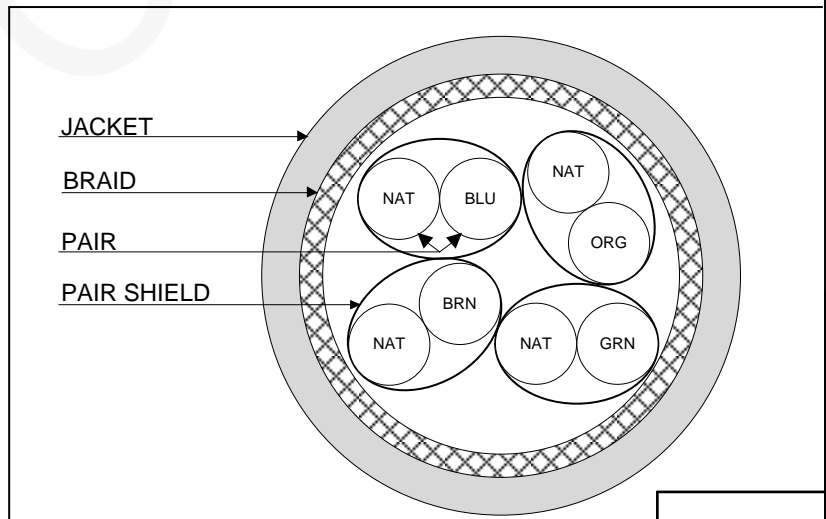 JACKET
BRAID
PAIR
PAIR SHIELD
NAT BLU
NAT
ORG
BRN
NAT
NAT GRN